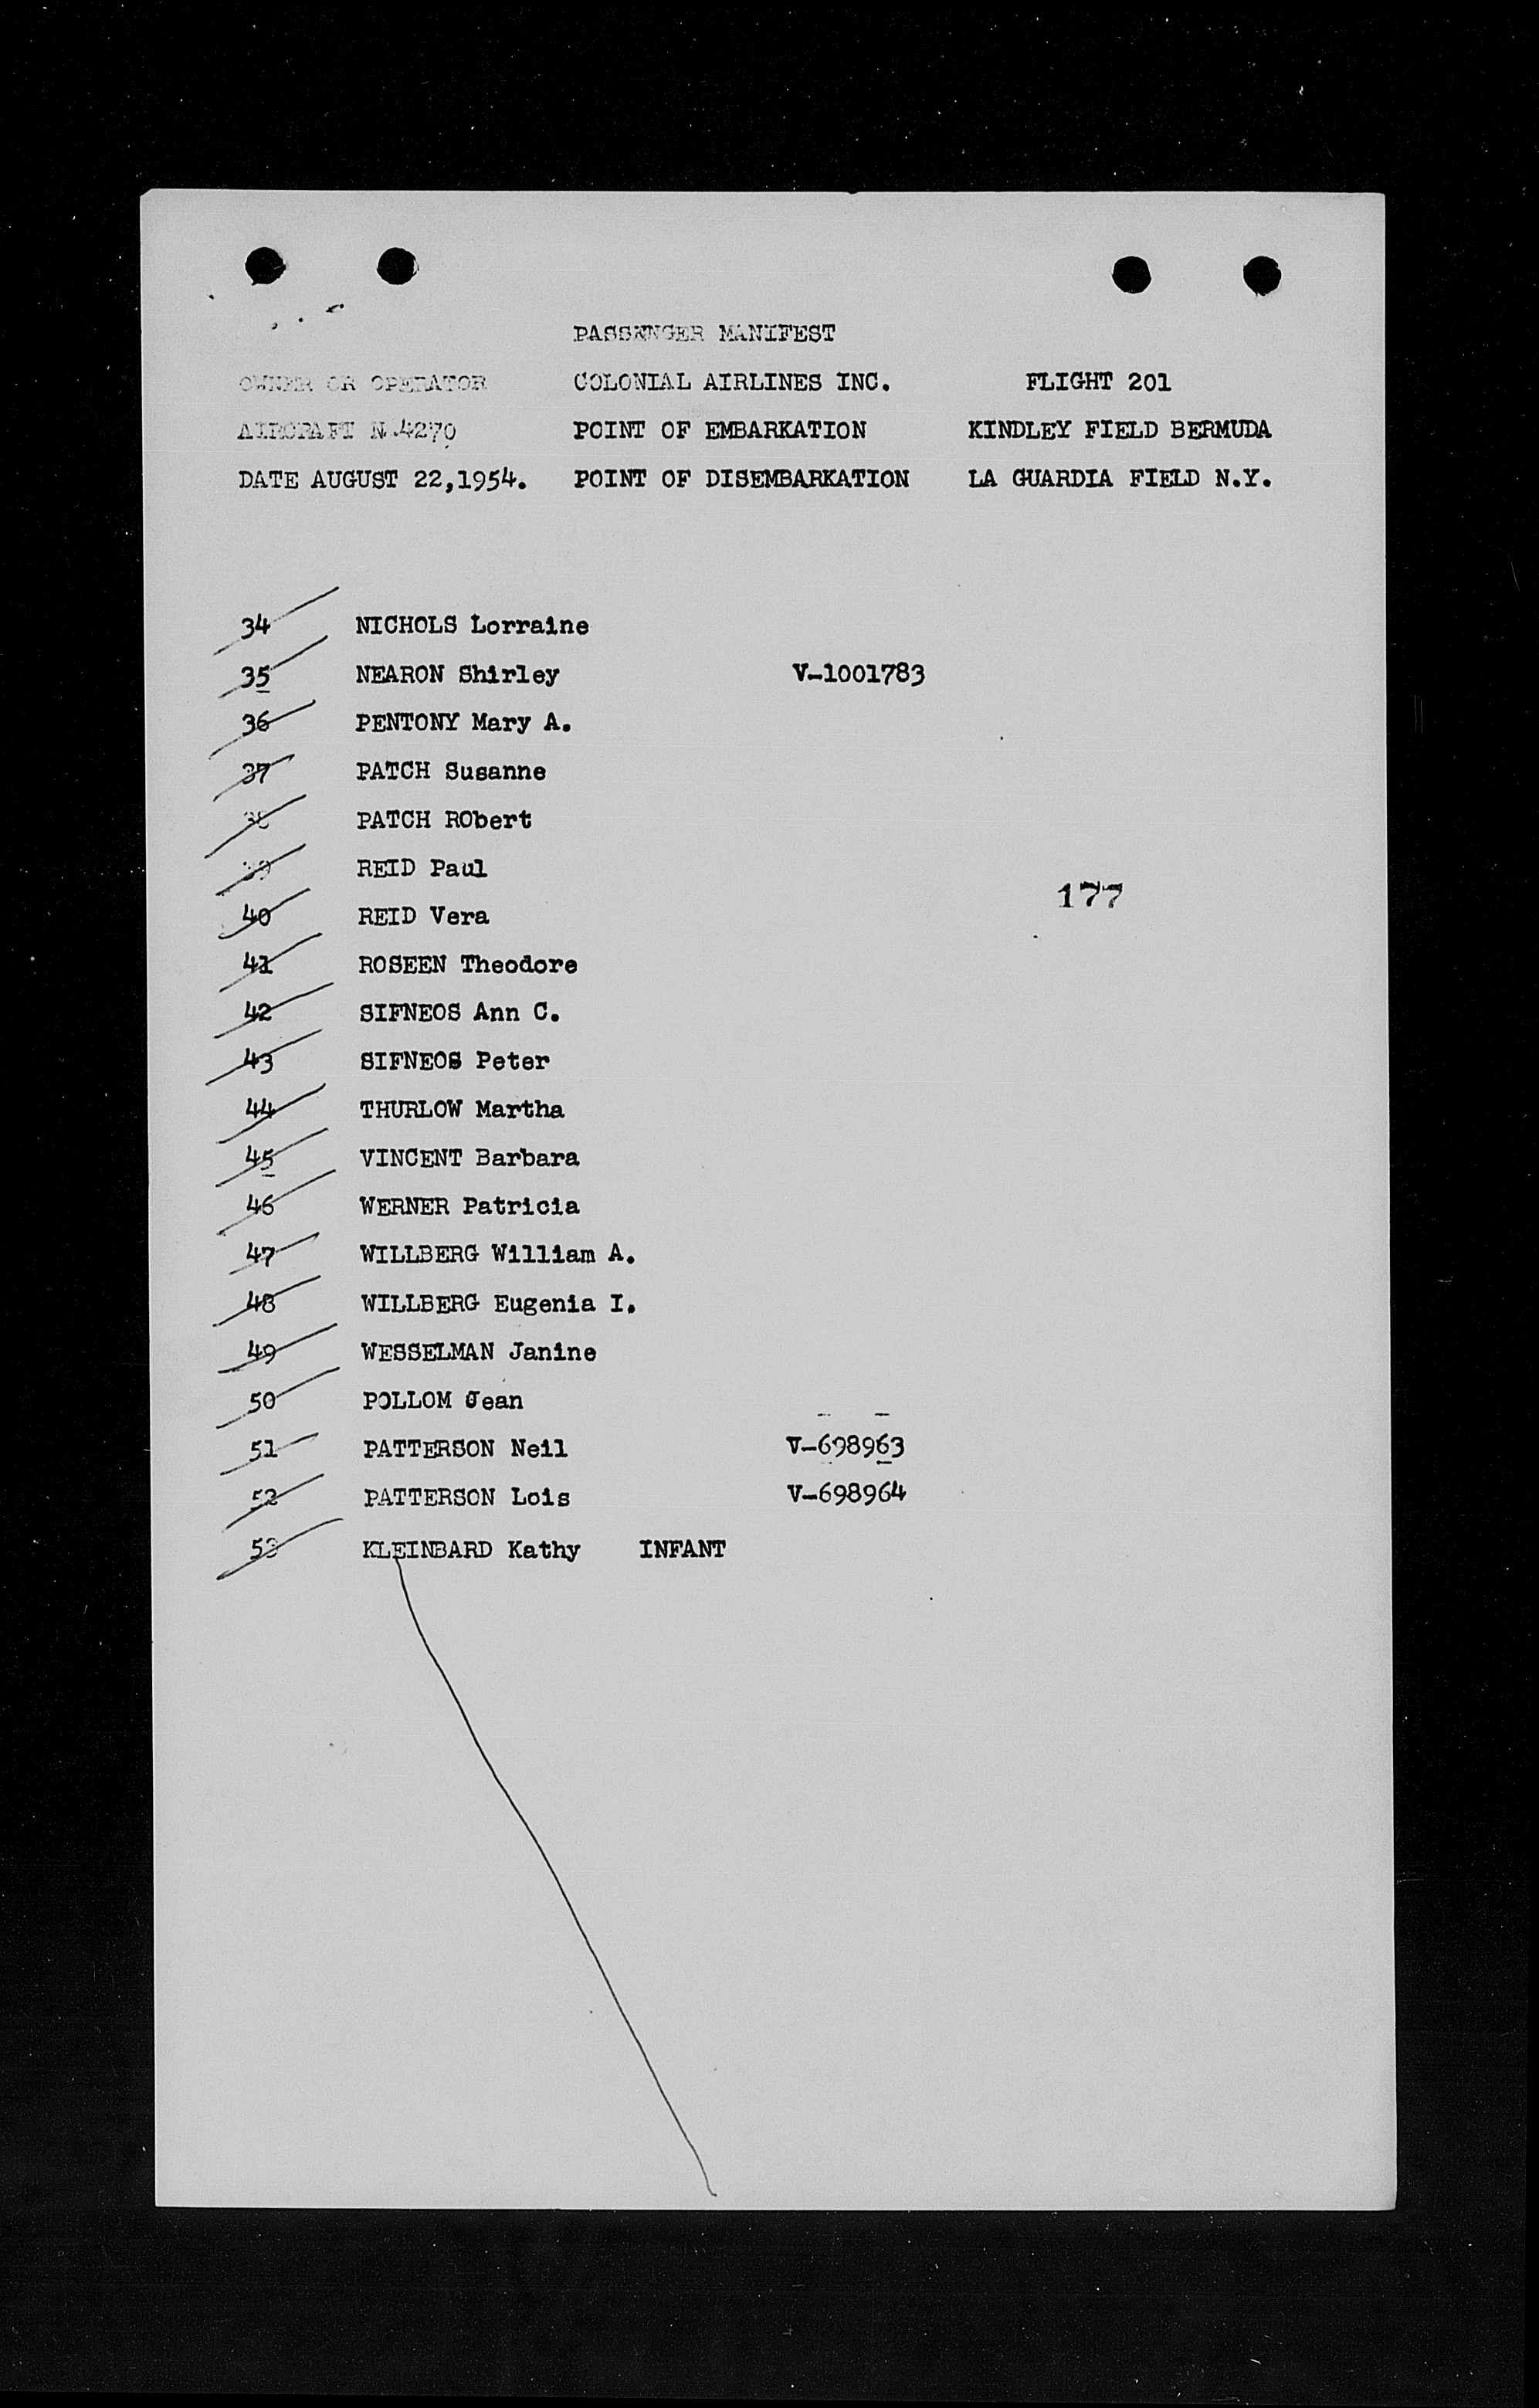 PASSENGER MANIFEST
OWNER OR OPERATOR COLONIAL AIRLINES INC. FLIGHT 201
AIRCRAFT N.4270 POINT OF EMBARKATION KINDLEY FIELD BERMUDA
DATE AUGUST 22,1954. POINT OF DISEMBARKATION LA GUARDIA FIELD N.Y.
34 NICHOLS Lorraine
35 NEARON Shirley V-1001783
36 PENTONY Mary A.
37 PATCH Susanne
38 PATCH RObert
39 REID Paul
177
40 REID Vera
41 ROSEEN Theodore
42 SIFNEOS Ann C.
43 SIFNEOS Peter
44 THURLOW Martha
45 VINCENT Barbara
46 WERNER Patricia
47 WILLBERG William A.
48 WILLBERG Eugenia I.
49 WESSELMAN Janine
50 POLLOM Jean
51 PATTERSON Neil V-698963
52 PATTERSON Lois V-698964
53 KLEINBARD Kathy INFANT